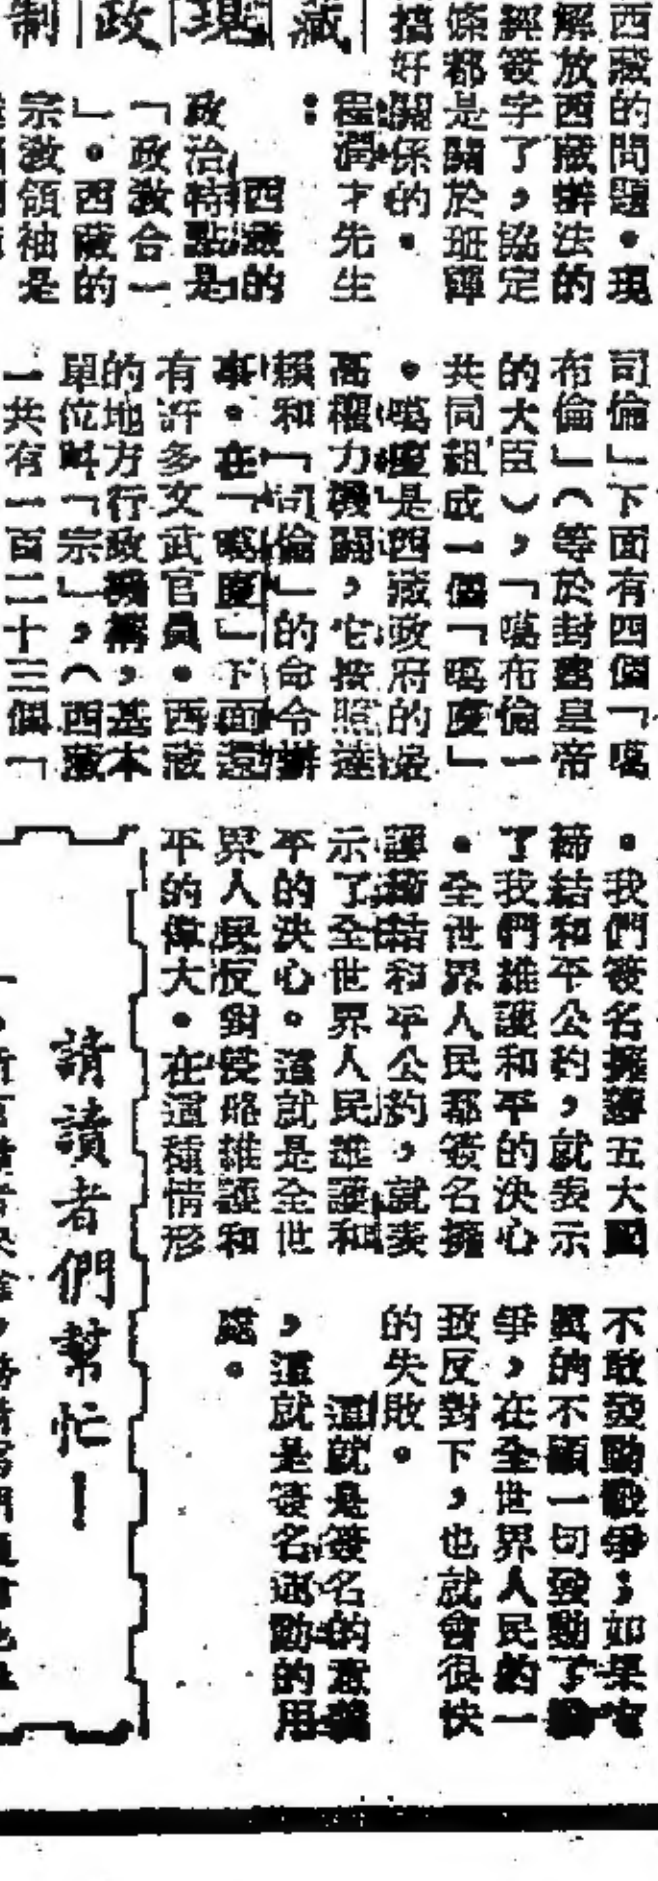 西藏的問題。現
解放西藏辦法的
經簽字了，協定
條都是關於班禪
搞好關係的。
藏現政制
程潤才先生
：
西藏的
政治特點是
「政教合一
」。西藏的
宗教領袖是
司倫」下面有四個「噶
布倫」（等於封建皇帝
的大臣），「噶布倫一
共同組成一個「噶廈」
。噶廈是西藏政府的最
高權力機關，它按照達
賴和「司倫」的命令辦
事。在「噶廈」下面還
有許多文武官員。西藏
的地方行政機構，基本
單位叫「宗」，（西藏
一共有一百二十三個「
。我們簽名擁護五大國
締結和平公約，就表示
了我們維護和平的決心
。全世界人民都簽名擁
護締結和平公約，就表
示了全世界人民維護和
平的決心。這就是全世
界人民反對侵略維護和
平的偉大。在這種情形
不敢發動戰爭；如果它
真的不顧一切發動了戰
爭，在全世界人民的一
致反對下，也就會很快
的失敗。
這就是簽名的意義
，這就是簽名運動的用
處。
請讀者們幫忙！